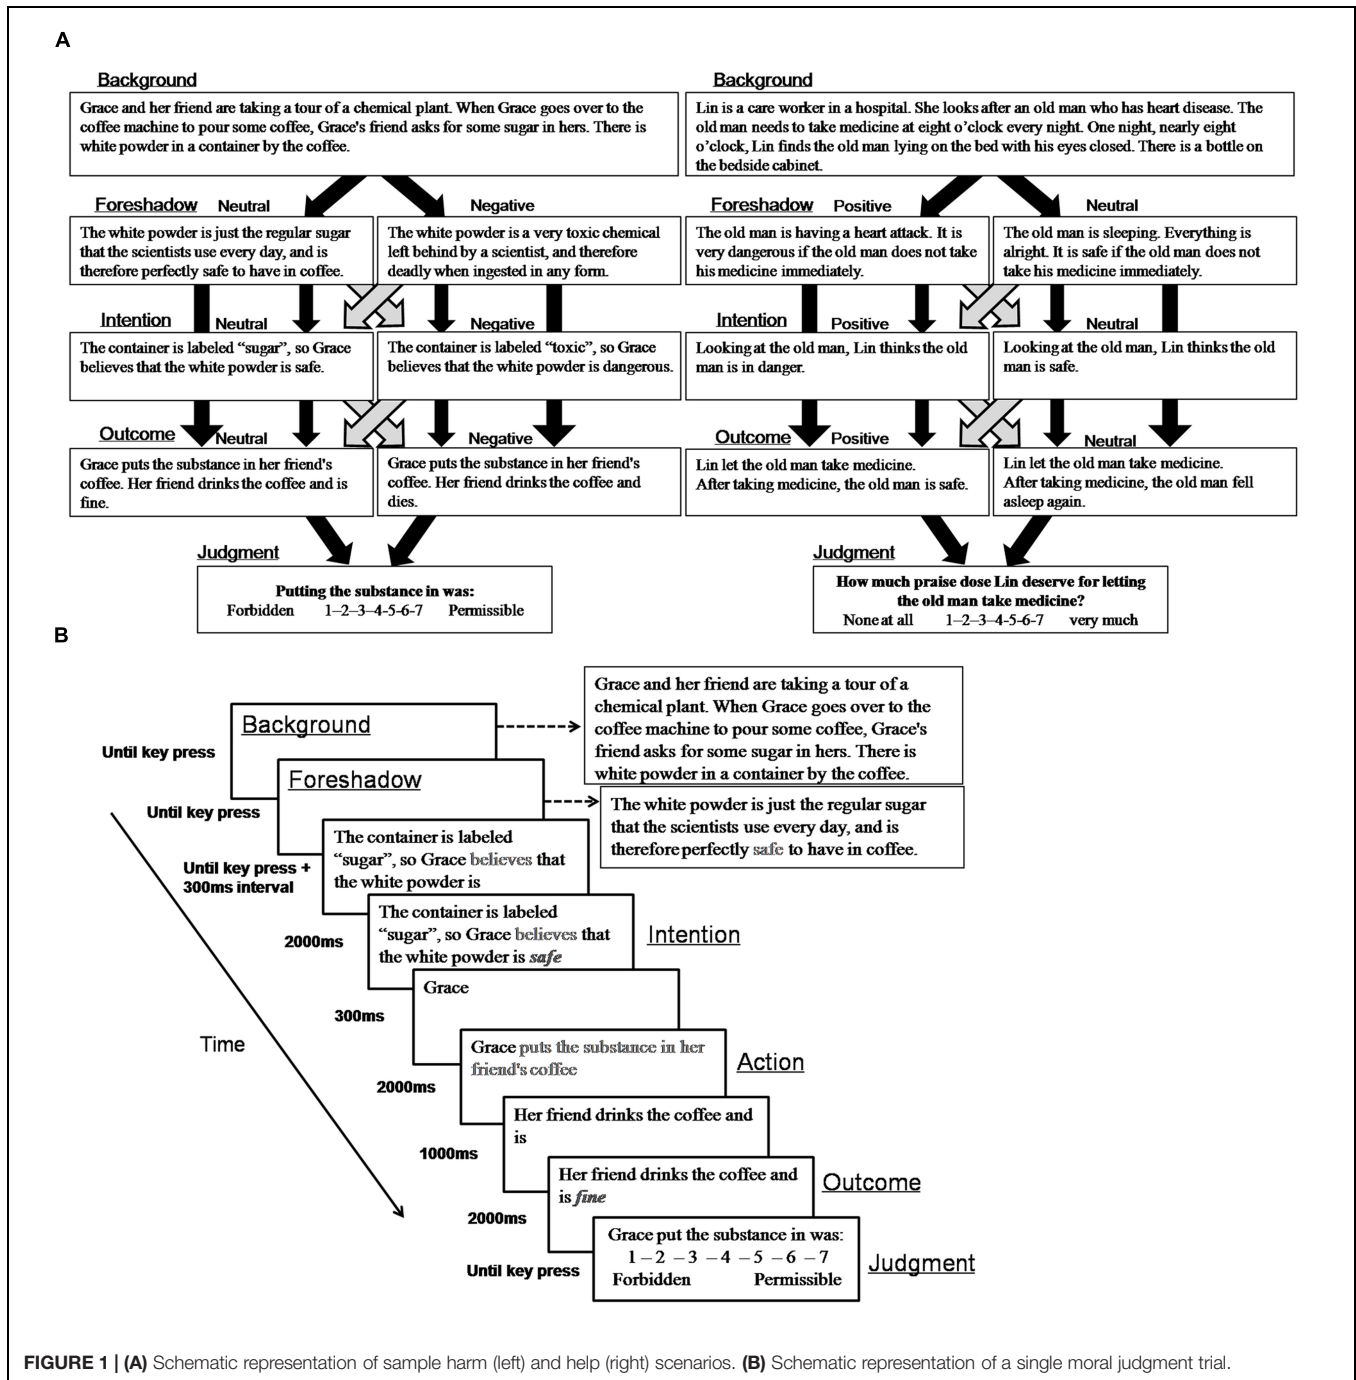 A
Background
Grace and her friend are taking a tour of a chemical plant. When Grace goes over to the
coffee machine to pour some coffee, Grace's friend asks for some sugar in hers. There is
white powder in a container by the coffee.
Foreshadow Neutral
Negative
The white powder is just the regular sugar
that the scientists use every day, and is
therefore perfectly safe to have in coffee.
The white powder is a very toxic chemical
left behind by a scientist, and therefore
deadly when ingested in any form.
Intention
Neutral
Negative
The container is labeled “sugar”, so Grace
believes that the white powder is safe.
The container is labeled “toxic”, so Grace
believes that the white powder is dangerous.
Outcome
Neutral
Negative
Grace puts the substance in her friend's
coffee. Her friend drinks the coffee and is
fine.
Grace puts the substance in her friend's
coffee. Her friend drinks the coffee and
dies.
Judgment
Putting the substance in was:
Forbidden 1–2–3–4-5-6-7 Permissible
Background
Lin is a care worker in a hospital. She looks after an old man who has heart disease. The
old man needs to take medicine at eight o’clock every night. One night, nearly eight
o’clock, Lin finds the old man lying on the bed with his eyes closed. There is a bottle on
the bedside cabinet.
Foreshadow Positive
Neutral
The old man is having a heart attack. It is
very dangerous if the old man does not take
his medicine immediately.
The old man is sleeping. Everything is
alright. It is safe if the old man does not
take his medicine immediately.
Intention
Positive
Neutral
Looking at the old man, Lin thinks the old
man is in danger.
Looking at the old man, Lin thinks the old
man is safe.
Outcome
Positive
Neutral
Lin let the old man take medicine.
After taking medicine, the old man is safe.
Lin let the old man take medicine.
After taking medicine, the old man fell
asleep again.
Judgment
How much praise dose Lin deserve for letting
the old man take medicine?
None at all 1–2–3–4-5-6-7 very much
B
Background
Until key press
Grace and her friend are taking a tour of a
chemical plant. When Grace goes over to the
coffee machine to pour some coffee, Grace's
friend asks for some sugar in hers. There is
white powder in a container by the coffee.
Foreshadow
Until key press
The white powder is just the regular sugar
that the scientists use every day, and is
therefore perfectly safe to have in coffee.
The container is labeled
“sugar”, so Grace believes that
the white powder is
Until key press +
300ms interval
The container is labeled
“sugar”, so Grace believes that
the white powder is safe
Intention
2000ms
Grace
300ms
Time
Grace puts the substance in her
friend's coffee
Action
2000ms
Her friend drinks the coffee and
is
1000ms
Her friend drinks the coffee and
is fine
Outcome
2000ms
Grace put the substance in was:
1 – 2 – 3 – 4 – 5 – 6 – 7
Forbidden Permissible
Judgment
Until key press
FIGURE 1 | (A) Schematic representation of sample harm (left) and help (right) scenarios. (B) Schematic representation of a single moral judgment trial.